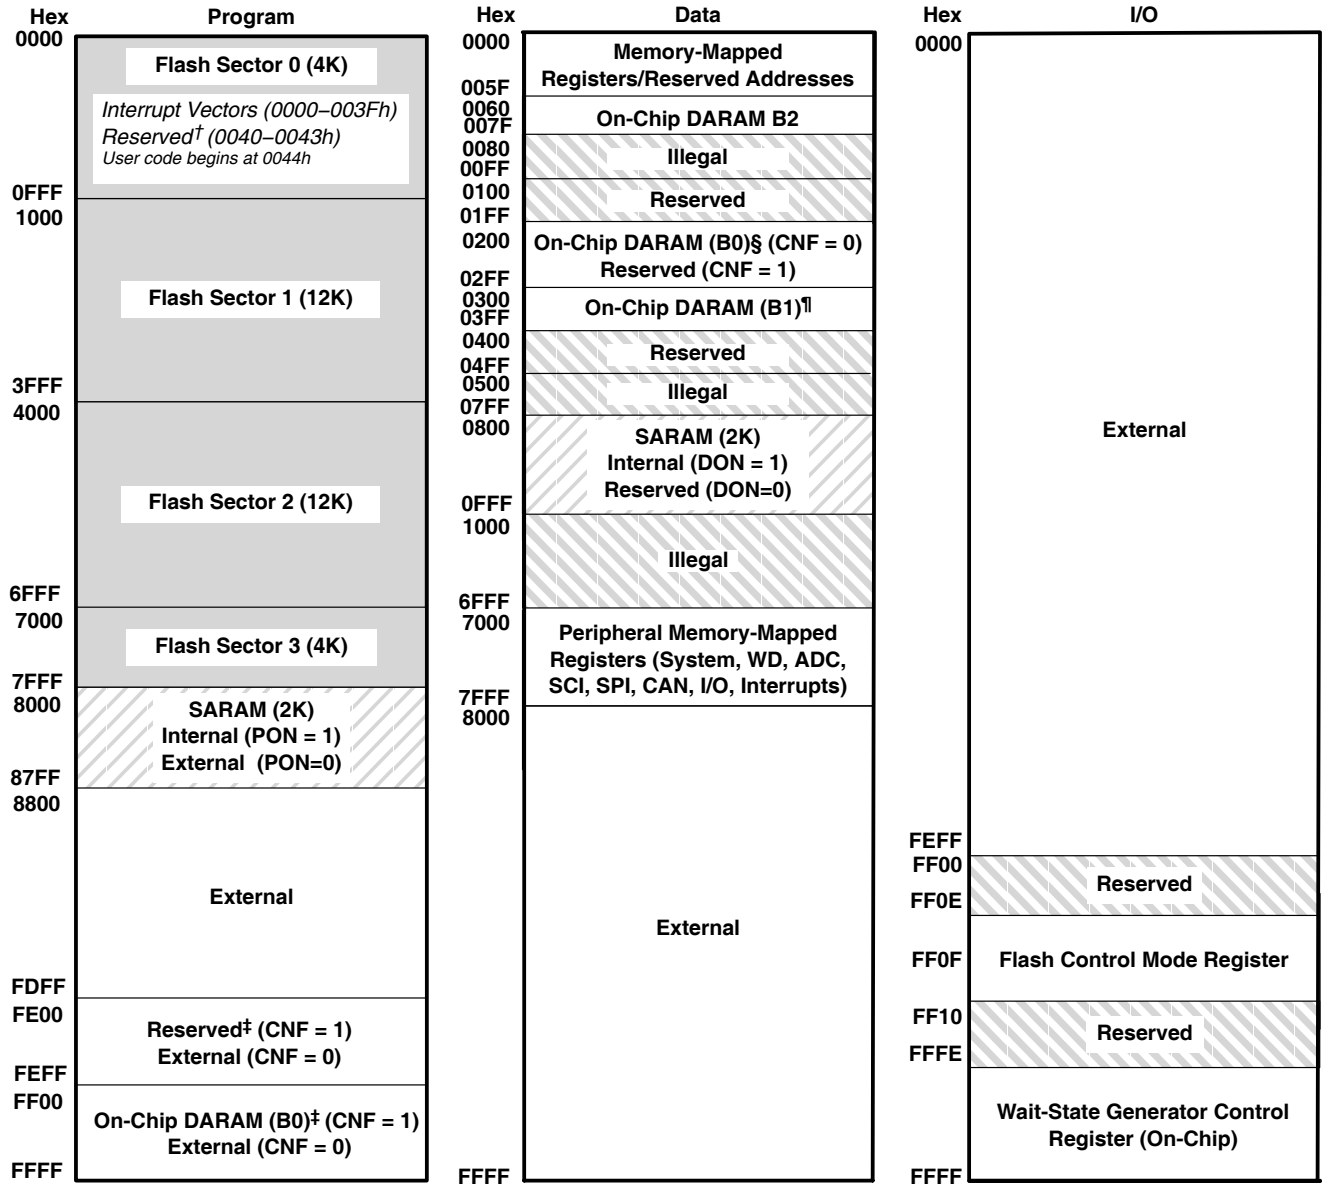 Hex Program
0000
Flash Sector 0 (4K)
Interrupt Vectors (0000–003Fh)
Reserved† (0040–0043h)
User code begins at 0044h
0FFF
1000
Flash Sector 1 (12K)
3FFF
4000
Flash Sector 2 (12K)
6FFF
7000
Flash Sector 3 (4K)
7FFF
8000
SARAM (2K)
Internal (PON = 1)
External (PON=0)
87FF
8800
External
FDFF
FE00
Reserved‡ (CNF = 1)
External (CNF = 0)
FEFF
FF00
On-Chip DARAM (B0)‡ (CNF = 1)
External (CNF = 0)
FFFF
Hex Data
0000
Memory-Mapped
Registers/Reserved Addresses
005F
0060
On-Chip DARAM B2
007F
0080
Illegal
00FF
0100
Reserved
01FF
0200
On-Chip DARAM (B0)§ (CNF = 0)
Reserved (CNF = 1)
02FF
0300
On-Chip DARAM (B1)¶
03FF
0400
Reserved
04FF
0500
Illegal
07FF
0800
SARAM (2K)
Internal (DON = 1)
Reserved (DON=0)
0FFF
1000
Illegal
6FFF
7000
Peripheral Memory-Mapped
Registers (System, WD, ADC,
SCI, SPI, CAN, I/O, Interrupts)
7FFF
8000
External
FFFF
Hex I/O
0000
External
FEFF
FF00
Reserved
FF0E
FF0F Flash Control Mode Register
FF10
Reserved
FFFE
Wait-State Generator Control
Register (On-Chip)
FFFF